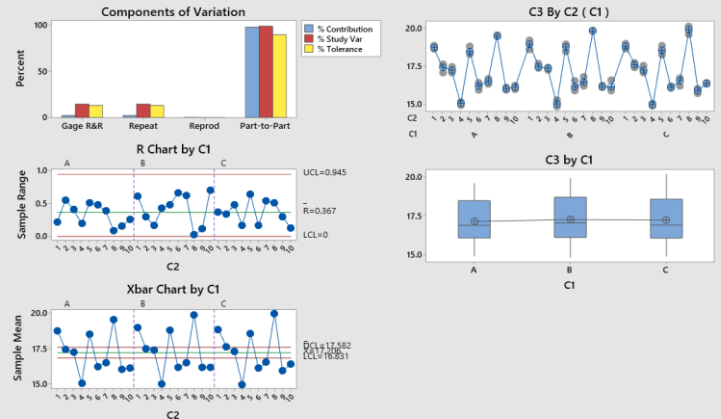 Components of Variation
100
50
0
Percent
% Contribution
% Study Var
% Tolerance
Gage R&R Repeat Reprod Part-to-Part
R Chart by C1
A B C
1.0
0.5
0.0
Sample Range
UCL=0.945
R=0.367
LCL=0
1 2 3 4 5 6 7 8 9 10 1 2 3 4 5 6 7 8 9 10 1 2 3 4 5 6 7 8 9 10
C2
Xbar Chart by C1
A B C
20.0
17.5
15.0
Sample Mean
UCL=17.582
LCL=16.831
1 2 3 4 5 6 7 8 9 10 1 2 3 4 5 6 7 8 9 10 1 2 3 4 5 6 7 8 9 10
C2
C3 By C2 ( C1 )
20.0
17.5
15.0
C2 1 2 3 4 5 6 7 8 9 10 1 2 3 4 5 6 7 8 9 10 1 2 3 4 5 6 7 8 9 10
C1 A B C
C3 by C1
20.0
17.5
15.0
A B C
C1